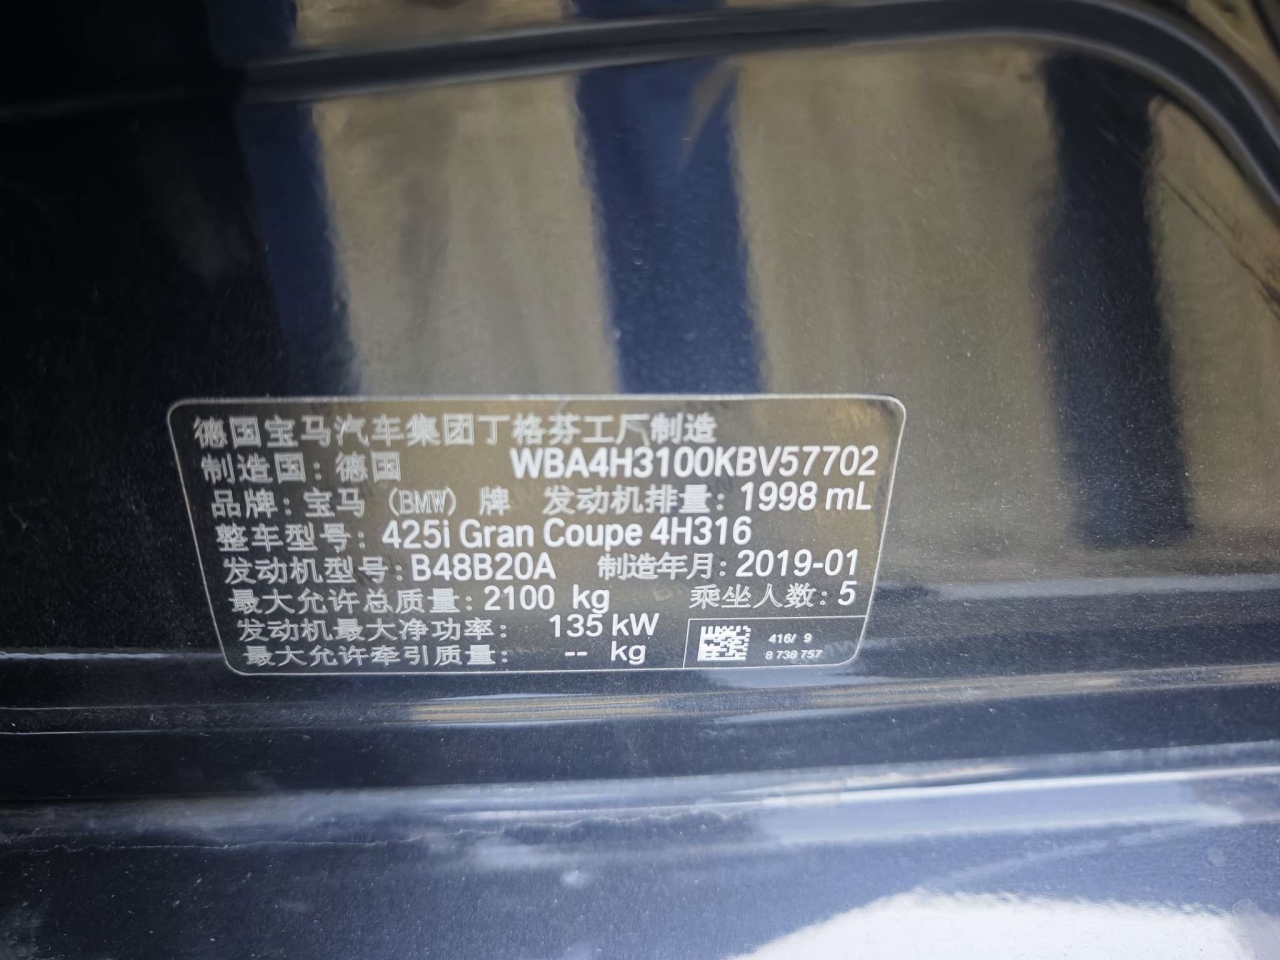 德国宝马汽车集团丁格芬工厂制造
制造国：德国 WBA4H3100KBV57702
品牌：宝马（BMW）牌 发动机排量：1998 mL
整车型号：425i Gran Coupe 4H316
发动机型号：B48B20A 制造年月：2019-01
最大允许总质量：2100 kg 乘坐人数：5
发动机最大净功率： 135 kW
最大允许牵引质量： -- kg
416/ 9
8 738 757